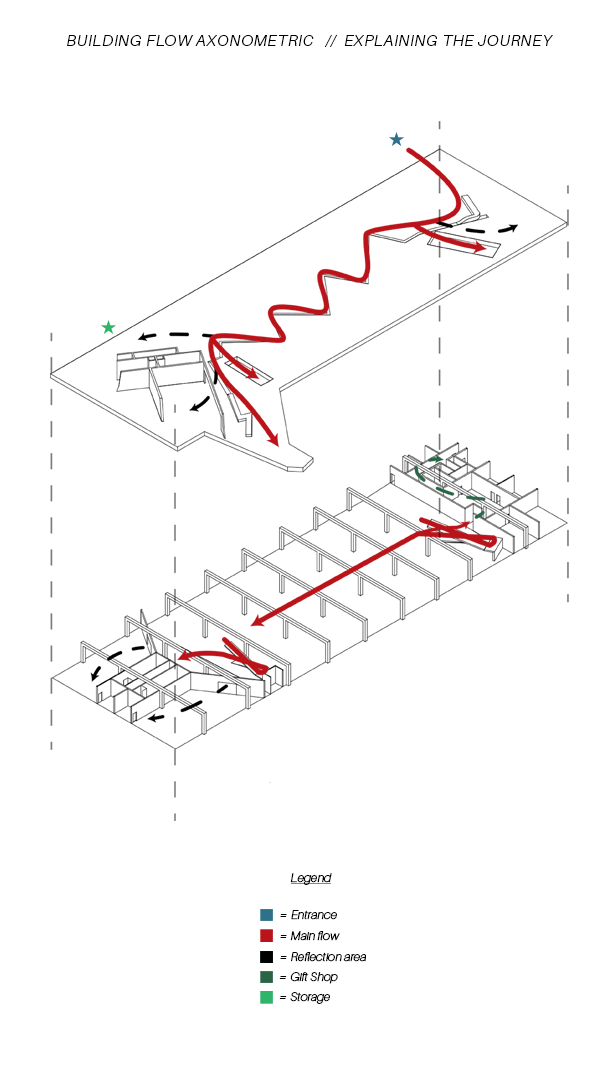 BUILDING FLOW AXONOMETRIC // EXPLAINING THE JOURNEY
Legend
= Entrance
= Main flow
= Reflection area
= Gift Shop
= Storage